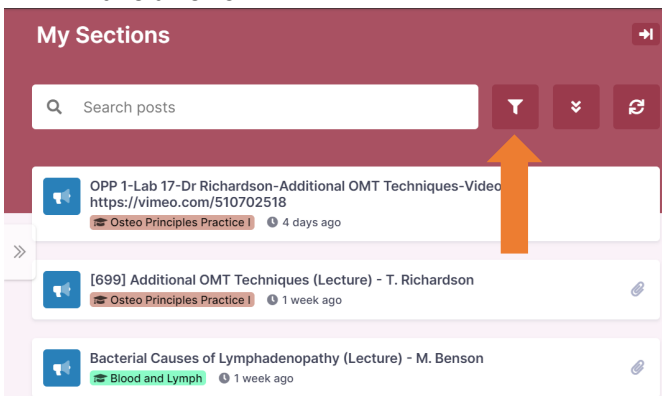 My Sections
Search posts
OPP 1-Lab 17-Dr Richardson-Additional OMT Techniques-Video
https://vimeo.com/510702518
Osteo Principles Practice I 4 days ago
[699] Additional OMT Techniques (Lecture) - T. Richardson
Osteo Principles Practice I 1 week ago
Bacterial Causes of Lymphadenopathy (Lecture) - M. Benson
Blood and Lymph 1 week ago